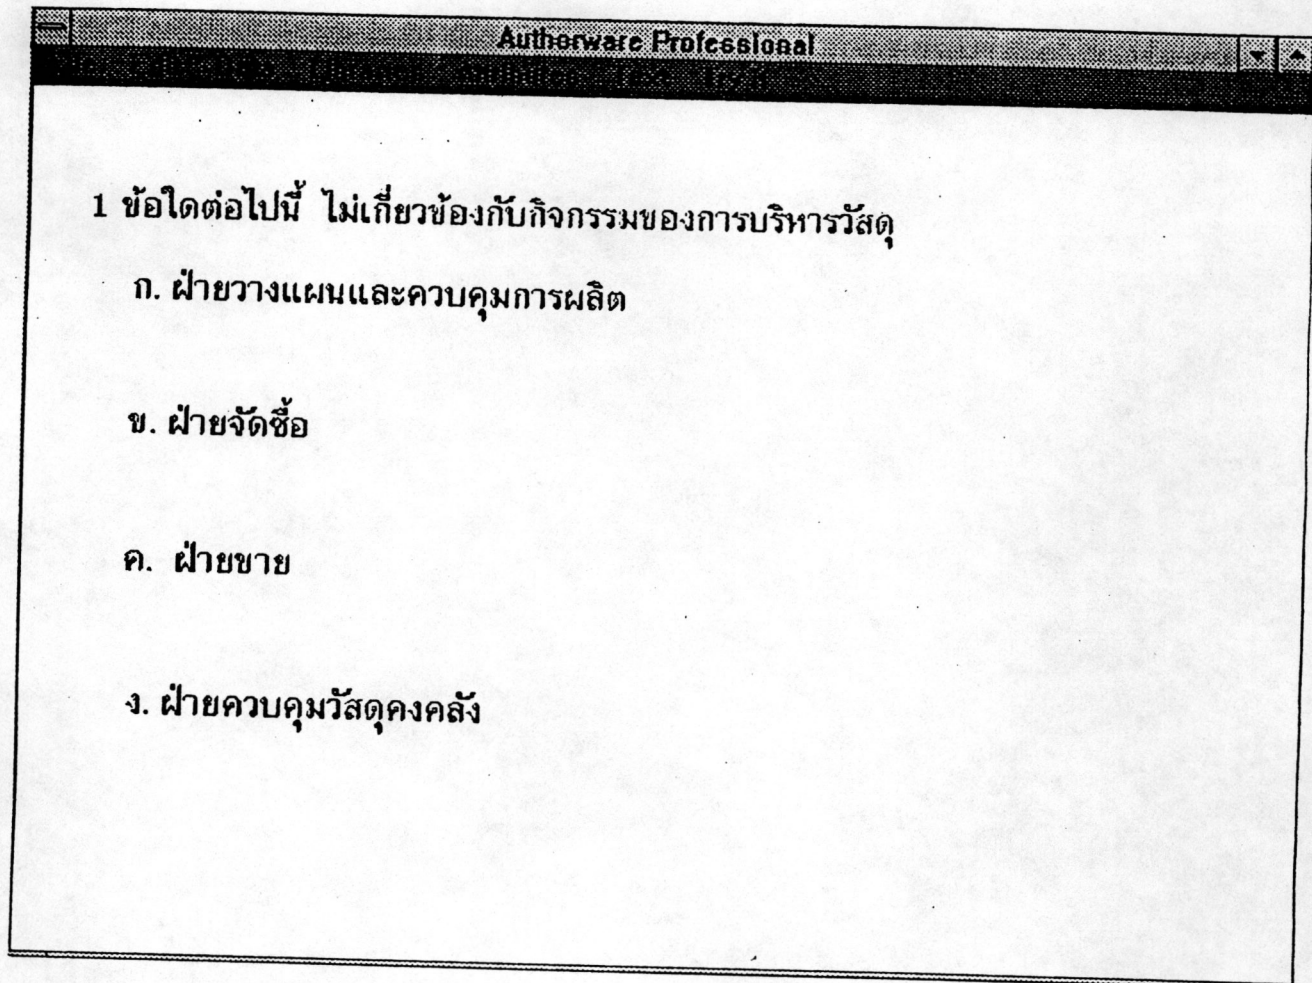 Authorware Professional
1 ข้อใดต่อไปนี้ ไม่เกี่ยวข้องกับกิจกรรมของการบริหารวัสดุ
ก. ฝ่ายวางแผนและควบคุมการผลิต
ข. ฝ่ายจัดซื้อ
ค. ฝ่ายขาย
ง. ฝ่ายควบคุมวัสดุคงคลัง